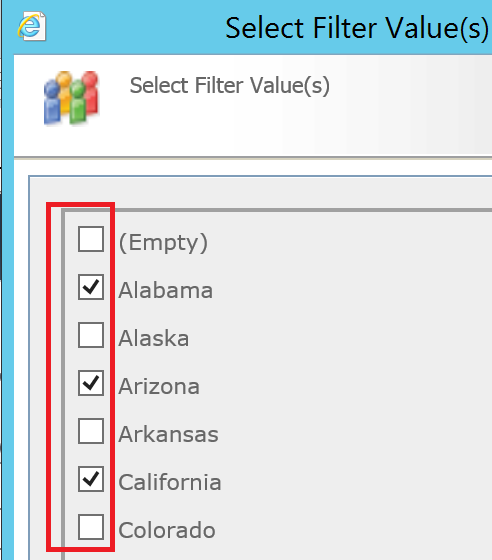 Select Filter Value(s)
Select Filter Value(s)
(Empty)
Alabama
Alaska
Arizona
Arkansas
California
Colorado